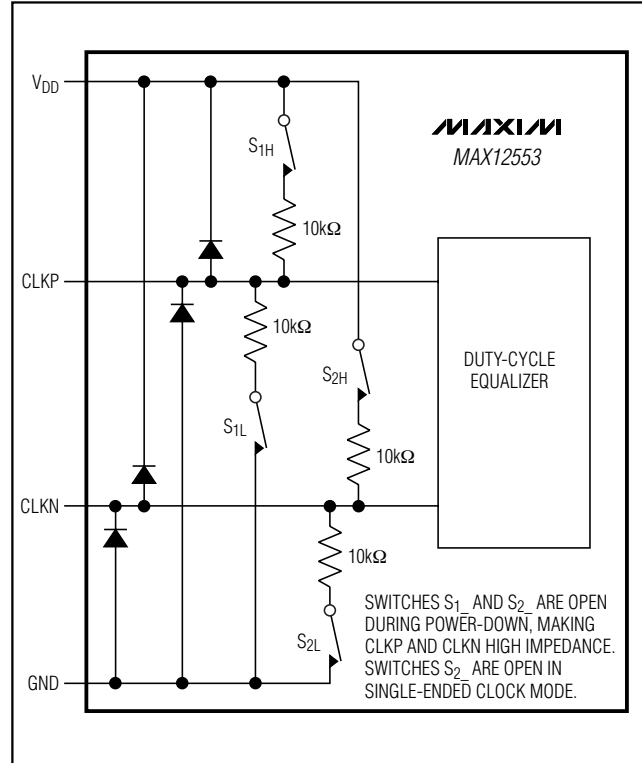 V_DD
MAXIM
MAX12553
S_1H
10kΩ
CLKP
10kΩ
S_2H
DUTY-CYCLE
EQUALIZER
S_1L
10kΩ
CLKN
10kΩ
SWITCHES S_1_ AND S_2_ ARE OPEN
DURING POWER-DOWN, MAKING
CLKP AND CLKN HIGH IMPEDANCE.
SWITCHES S_2_ ARE OPEN IN
SINGLE-ENDED CLOCK MODE.
S_2L
GND